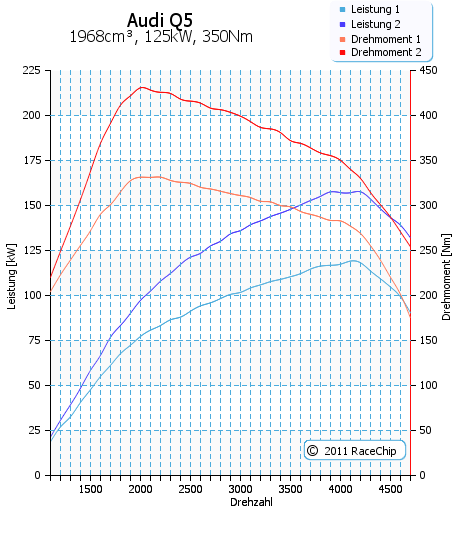 Audi Q5
1968cm³, 125kW, 350Nm
Leistung 1
Leistung 2
Drehmoment 1
Drehmoment 2
225
200
175
150
125
100
75
50
25
0
Leistung [kW]
450
400
350
300
250
200
150
100
50
0
Drehmoment [Nm]
1500 2000 2500 3000 3500 4000 4500
Drehzahl
© 2011 RaceChip